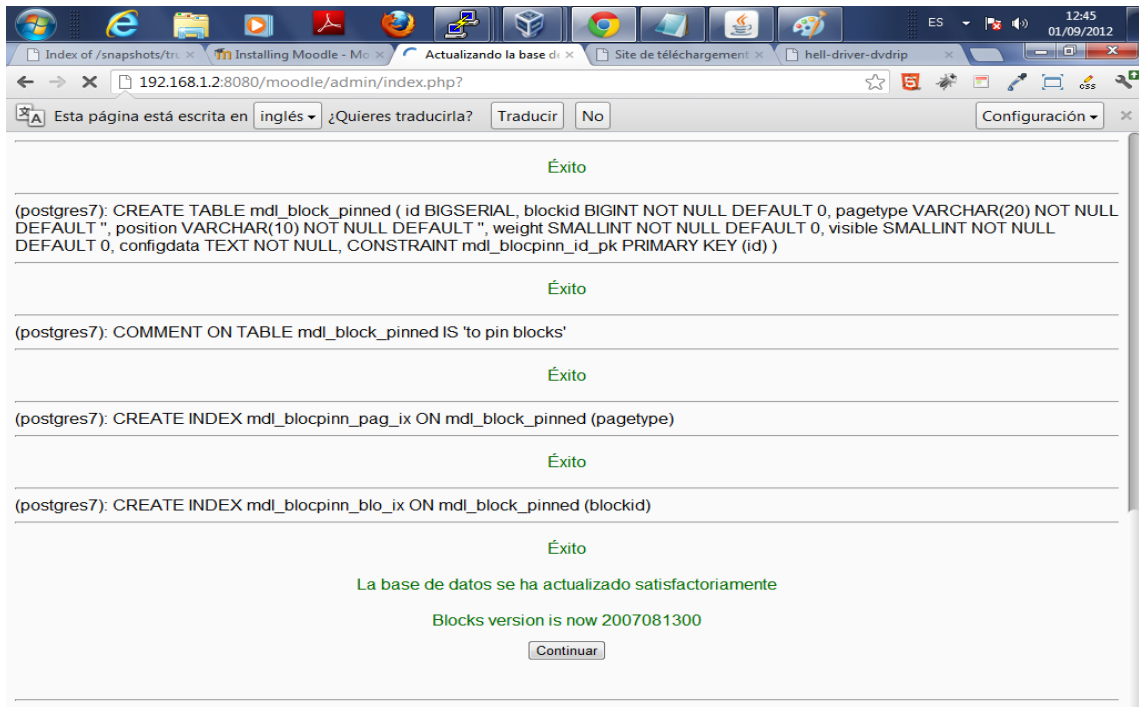 ES
12:45
01/09/2012
Index of /snapshots/tru
Installing Moodle - Mo
Actualizando la base de
Site de téléchargement
hell-driver-dvdrip
192.168.1.2:8080/moodle/admin/index.php?
Esta página está escrita en inglés ¿Quieres traducirla? Traducir No Configuración
Éxito
(postgres7): CREATE TABLE mdl_block_pinned ( id BIGSERIAL, blockid BIGINT NOT NULL DEFAULT 0, pagetype VARCHAR(20) NOT NULL
DEFAULT '', position VARCHAR(10) NOT NULL DEFAULT '', weight SMALLINT NOT NULL DEFAULT 0, visible SMALLINT NOT NULL
DEFAULT 0, configdata TEXT NOT NULL, CONSTRAINT mdl_blocpinn_id_pk PRIMARY KEY (id) )
Éxito
(postgres7): COMMENT ON TABLE mdl_block_pinned IS 'to pin blocks'
Éxito
(postgres7): CREATE INDEX mdl_blocpinn_pag_ix ON mdl_block_pinned (pagetype)
Éxito
(postgres7): CREATE INDEX mdl_blocpinn_blo_ix ON mdl_block_pinned (blockid)
Éxito
La base de datos se ha actualizado satisfactoriamente
Blocks version is now 2007081300
Continuar